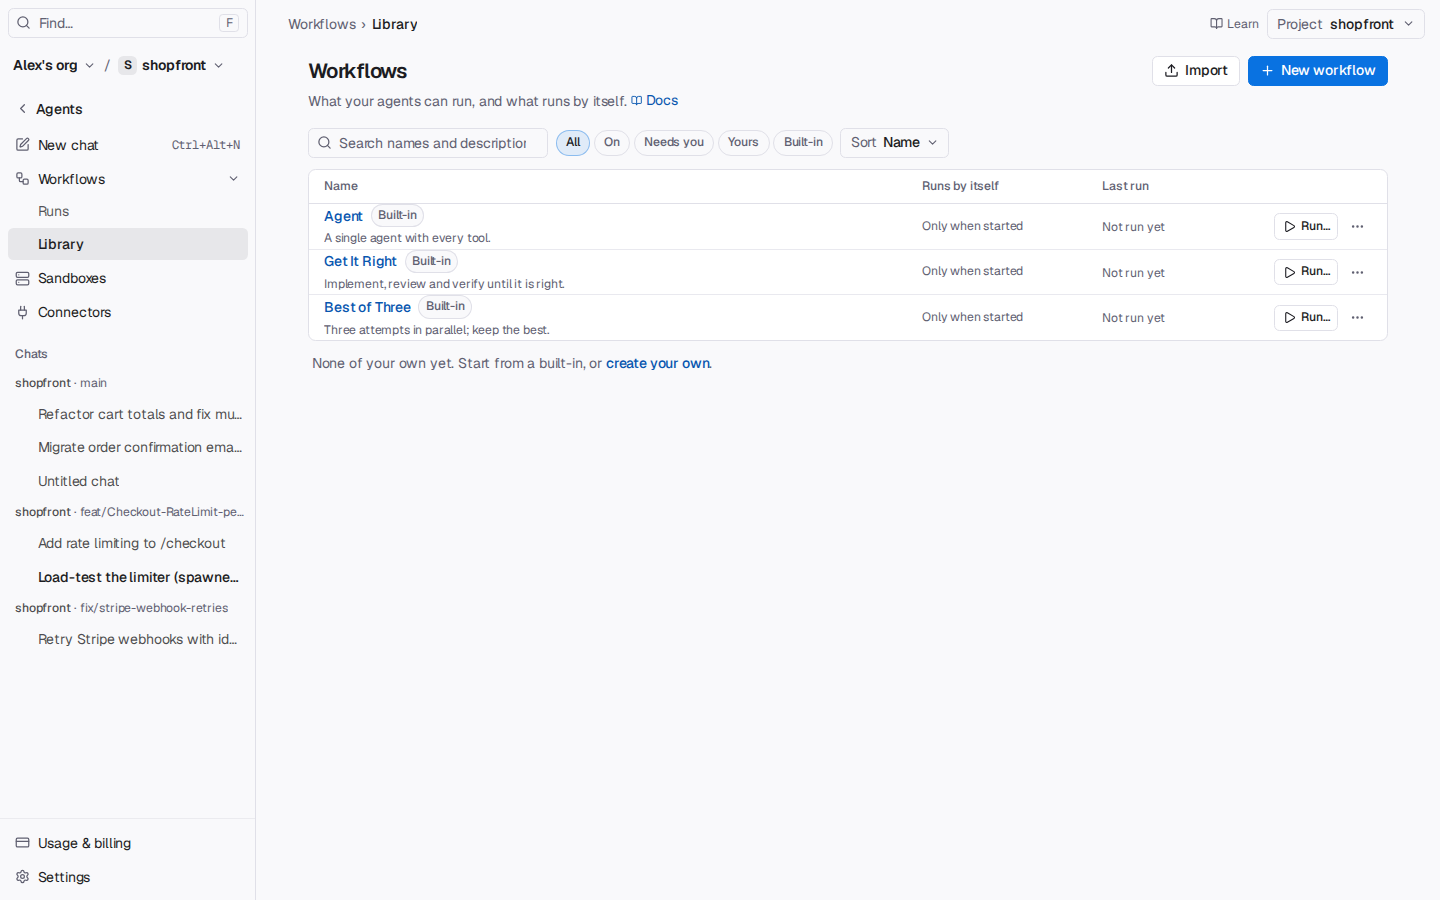 Find...
F
Alex's org / S shopfront
Agents
New chat Ctrl+Alt+N
Workflows
Runs
Library
Sandboxes
Connectors
Chats
shopfront · main
Refactor cart totals and fix mu...
Migrate order confirmation ema...
Untitled chat
shopfront · feat/Checkout-RateLimit-pe...
Add rate limiting to /checkout
Load-test the limiter (spawne...
shopfront · fix/stripe-webhook-retries
Retry Stripe webhooks with id...
Usage & billing
Settings
Workflows › Library
Learn
Project shopfront
Workflows
Import
New workflow
What your agents can run, and what runs by itself. Docs
Search names and description
All
On
Needs you
Yours
Built-in
Sort Name
Name Runs by itself Last run
Agent Built-in
A single agent with every tool.
Only when started Not run yet Run...
Get It Right Built-in
Implement, review and verify until it is right.
Only when started Not run yet Run...
Best of Three Built-in
Three attempts in parallel; keep the best.
Only when started Not run yet Run...
None of your own yet. Start from a built-in, or create your own.